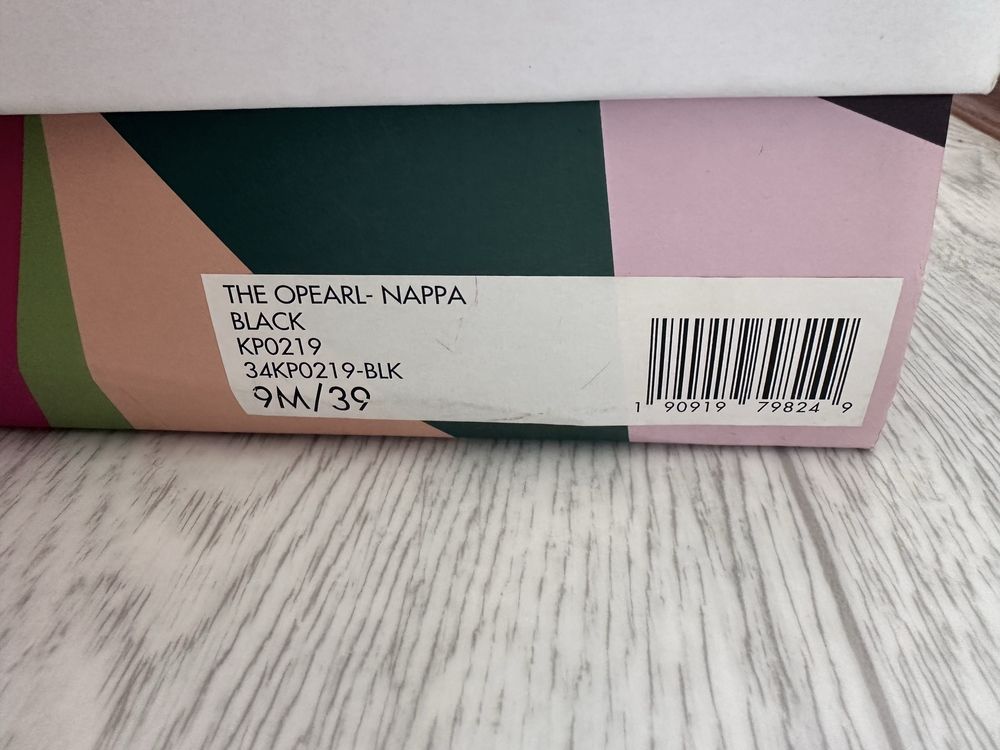 THE OPEARL- NAPPA
BLACK
KP0219
34KP0219-BLK
9M/39
1 90919 79824 9